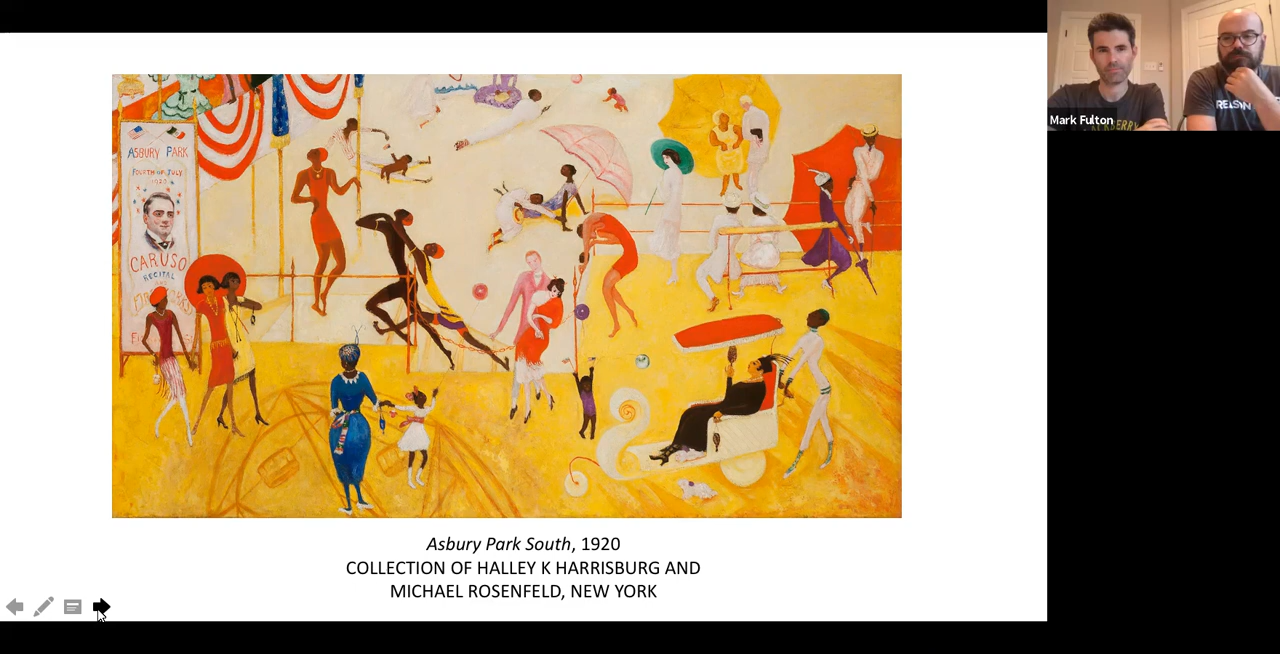 ASBURY PARK
FOURTH OF JULY
1920
CARUSO
RECITAL
Asbury Park South, 1920
COLLECTION OF HALLEY K HARRISBURG AND
MICHAEL ROSENFELD, NEW YORK
Mark Fulton